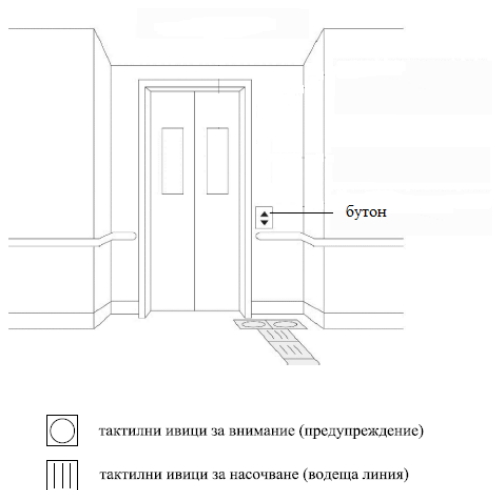 бутон
тактилни ивици за внимание (предупреждение)
тактилни ивици за насочване (водеща линия)